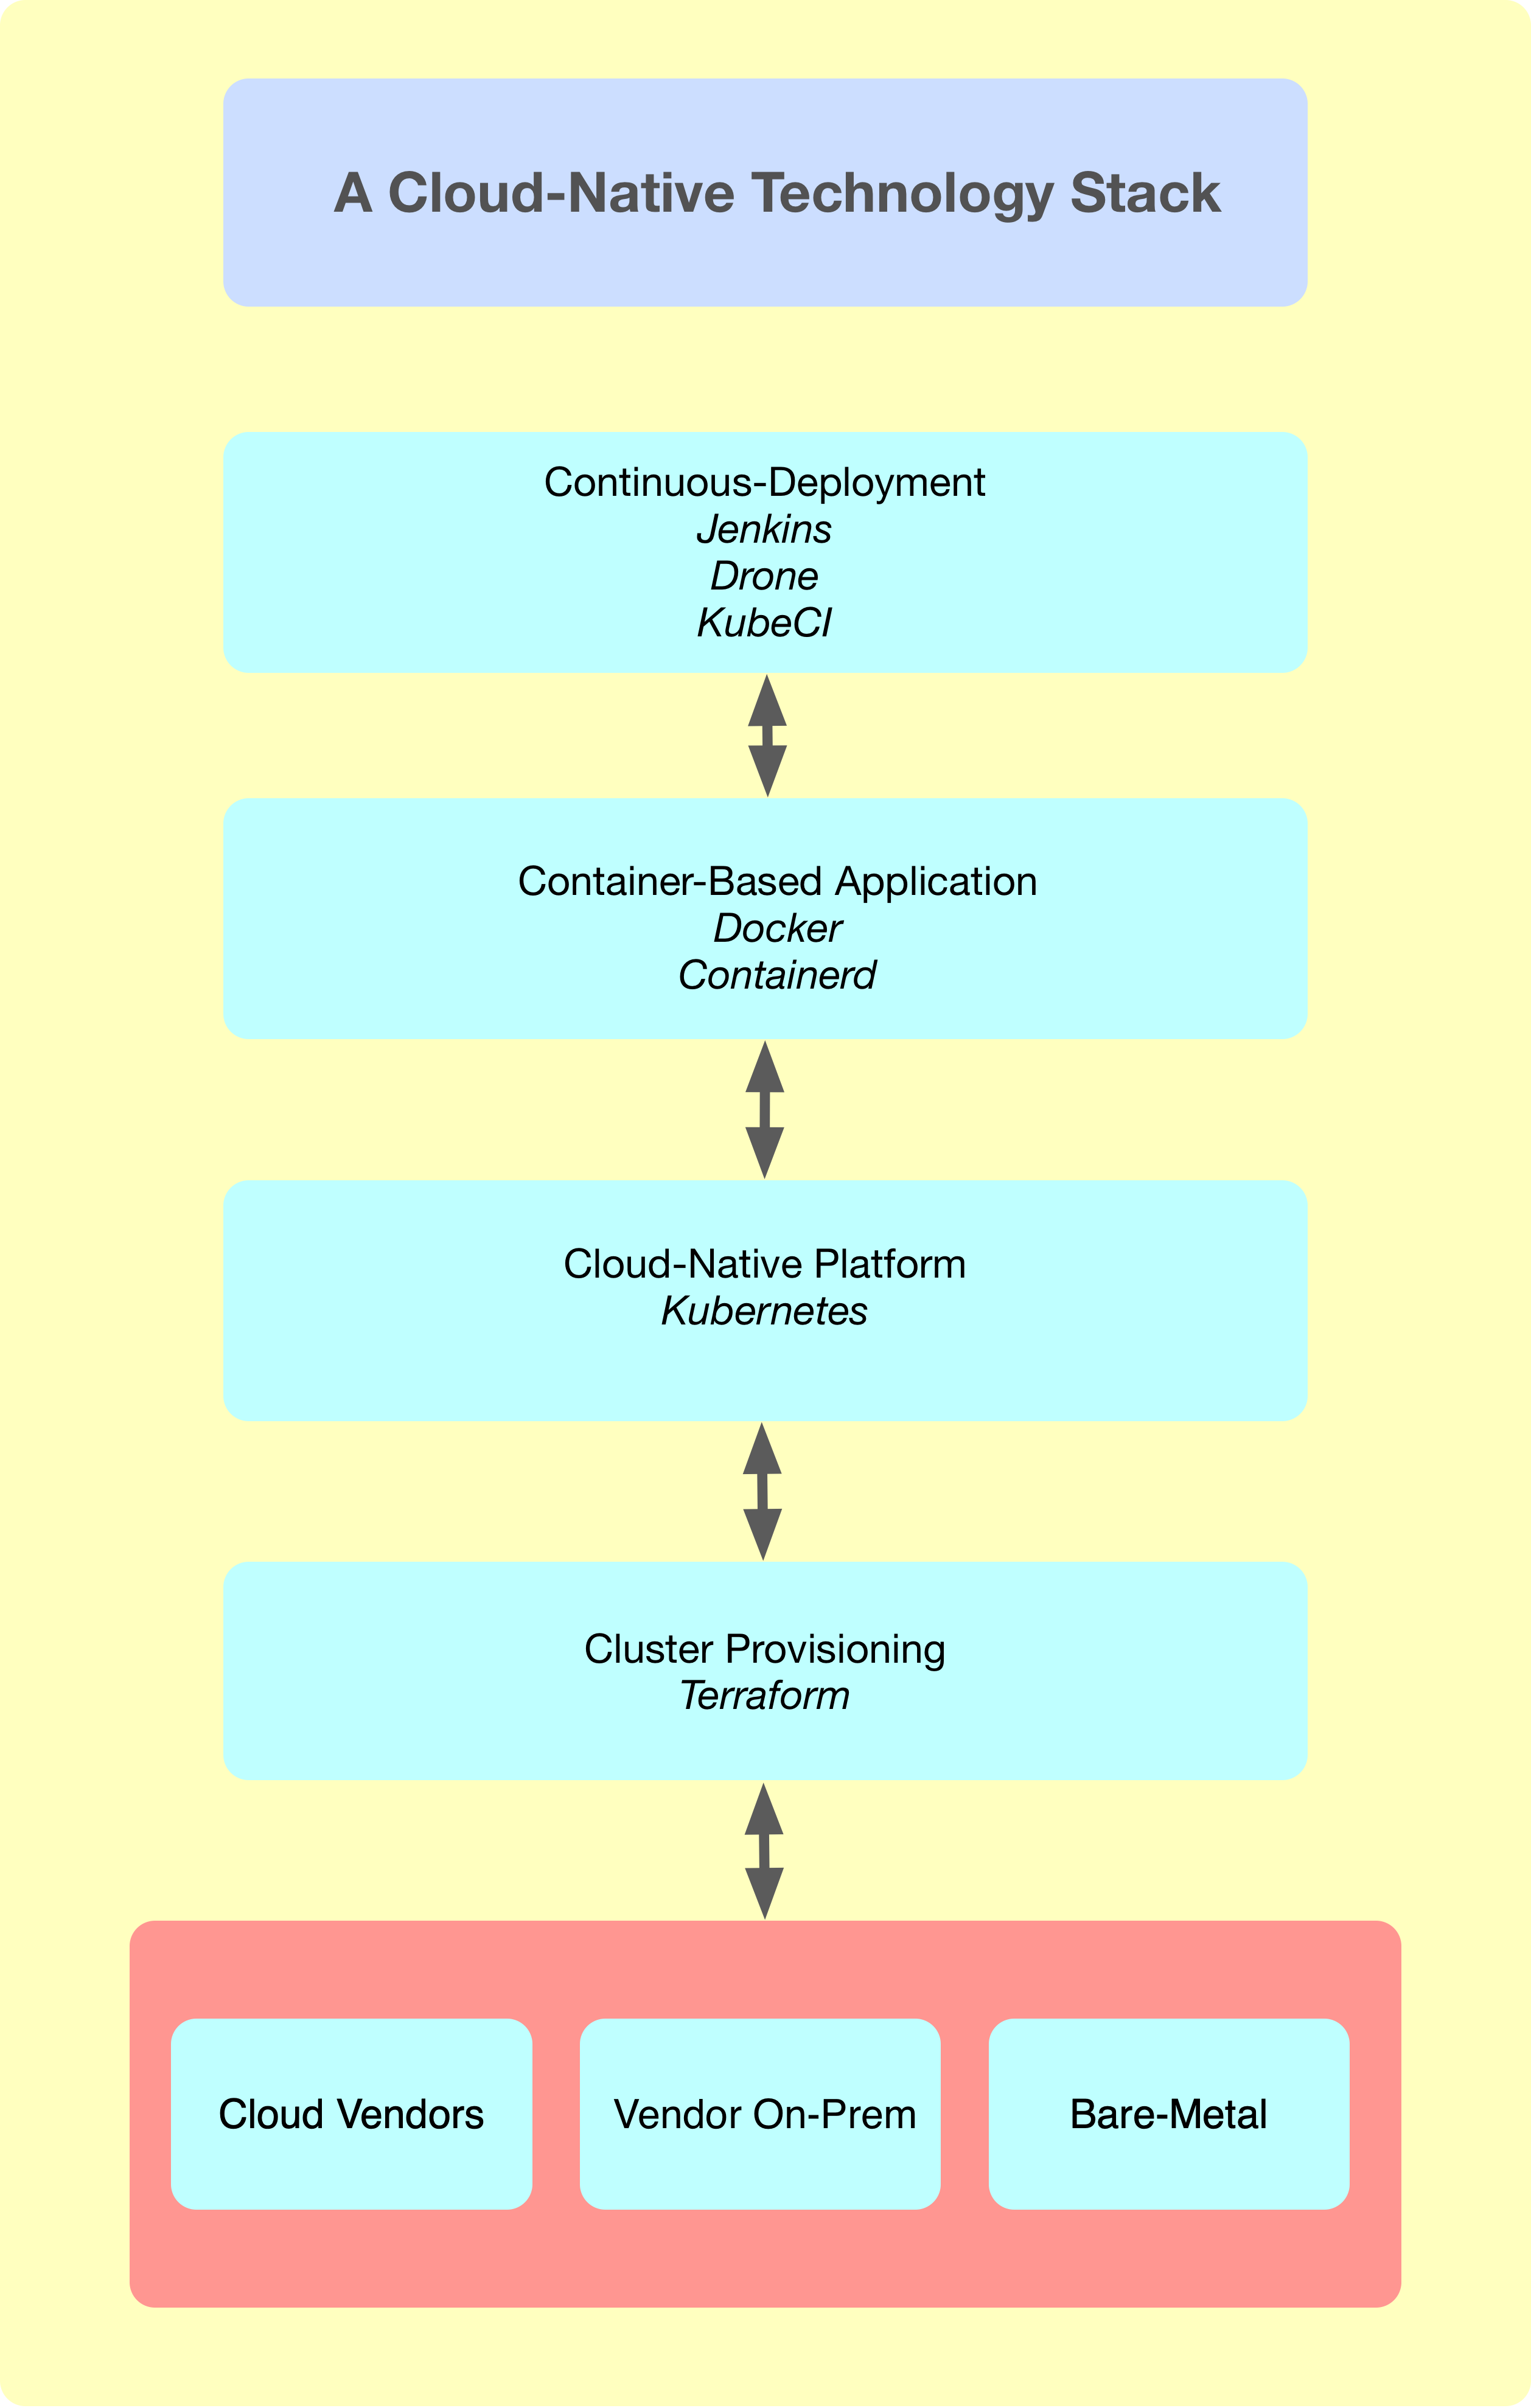 A Cloud-Native Technology Stack
Continuous-Deployment
Jenkins
Drone
KubeCI
Container-Based Application
Docker
Containerd
Cloud-Native Platform
Kubernetes
Cluster Provisioning
Terraform
Cloud Vendors
Vendor On-Prem
Bare-Metal